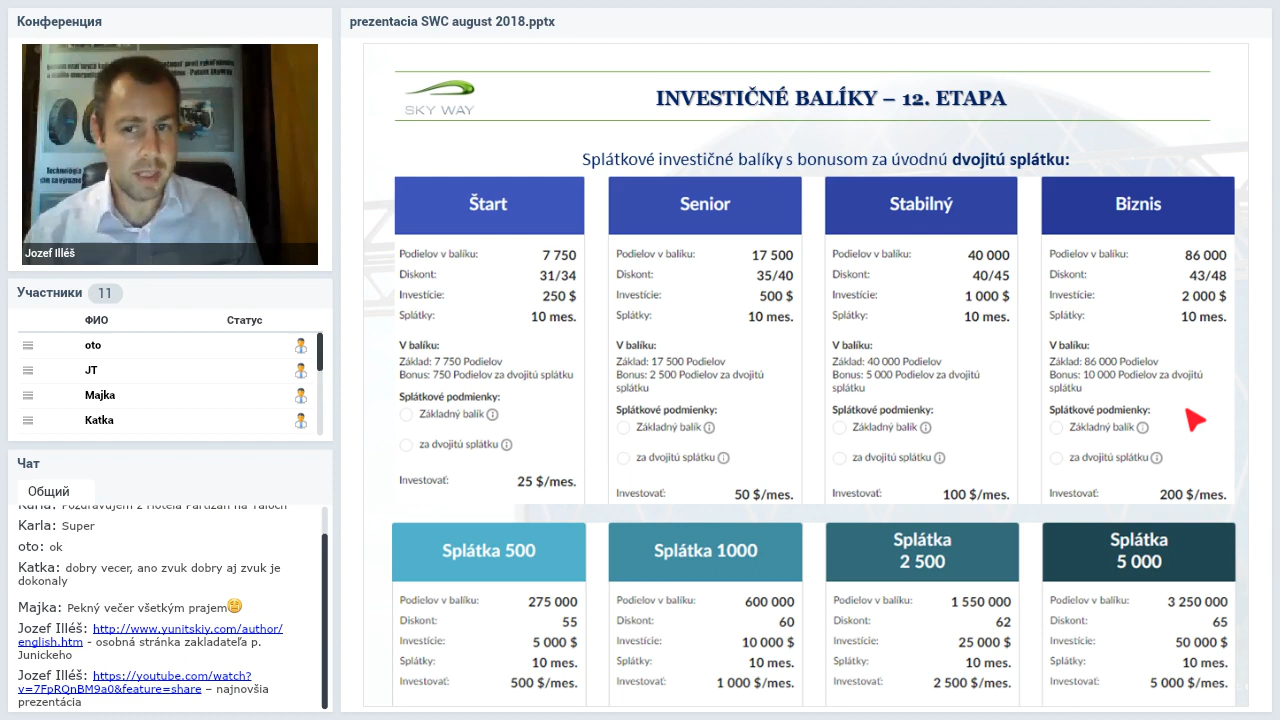 Конференция
Jozef Illéš
Участники 11
ФИО Статус
oto
JT
Majka
Katka
Чат
Общий
Karla: Pozdravujem z Hotela Partizán na Táľoch
Karla: Super
oto: ok
Katka: dobry vecer, ano zvuk dobry aj zvuk je
dokonaly
Majka: Pekný večer všetkým prajem
Jozef Illéš: http://www.yunitskiy.com/author/
english.htm - osobná stránka zakladateľa p.
Junickeho
Jozef Illéš: https://youtube.com/watch?
v=7FpRQnBM9a0&feature=share – najnovšia
prezentácia
prezentacia SWC august 2018.pptx
SKY WAY
INVESTIČNÉ BALÍKY – 12. ETAPA
Splátkové investičné balíky s bonusom za úvodnú dvojitú splátku:
Štart
Podielov v balíku: 7 750
Diskont: 31/34
Investície: 250 $
Splátky: 10 mes.
V balíku:
Základ: 7 750 Podielov
Bonus: 750 Podielov za dvojitú splátku
Splátkové podmienky:
Základný balík
za dvojitú splátku
Investovať: 25 $/mes.
Senior
Podielov v balíku: 17 500
Diskont: 35/40
Investície: 500 $
Splátky: 10 mes.
V balíku:
Základ: 17 500 Podielov
Bonus: 2 500 Podielov za dvojitú
splátku
Splátkové podmienky:
Základný balík
za dvojitú splátku
Investovať: 50 $/mes.
Stabilný
Podielov v balíku: 40 000
Diskont: 40/45
Investície: 1 000 $
Splátky: 10 mes.
V balíku:
Základ: 40 000 Podielov
Bonus: 5 000 Podielov za dvojitú
splátku
Splátkové podmienky:
Základný balík
za dvojitú splátku
Investovať: 100 $/mes.
Biznis
Podielov v balíku: 86 000
Diskont: 43/48
Investície: 2 000 $
Splátky: 10 mes.
V balíku:
Základ: 86 000 Podielov
Bonus: 10 000 Podielov za dvojitú
splátku
Splátkové podmienky:
Základný balík
za dvojitú splátku
Investovať: 200 $/mes.
Splátka 500
Podielov v balíku: 275 000
Diskont: 55
Investície: 5 000 $
Splátky: 10 mes.
Investovať: 500 $/mes.
Splátka 1000
Podielov v balíku: 600 000
Diskont: 60
Investície: 10 000 $
Splátky: 10 mes.
Investovať: 1 000 $/mes.
Splátka
2 500
Podielov v balíku: 1 550 000
Diskont: 62
Investície: 25 000 $
Splátky: 10 mes.
Investovať: 2 500 $/mes.
Splátka
5 000
Podielov v balíku: 3 250 000
Diskont: 65
Investície: 50 000 $
Splátky: 10 mes.
Investovať: 5 000 $/mes.